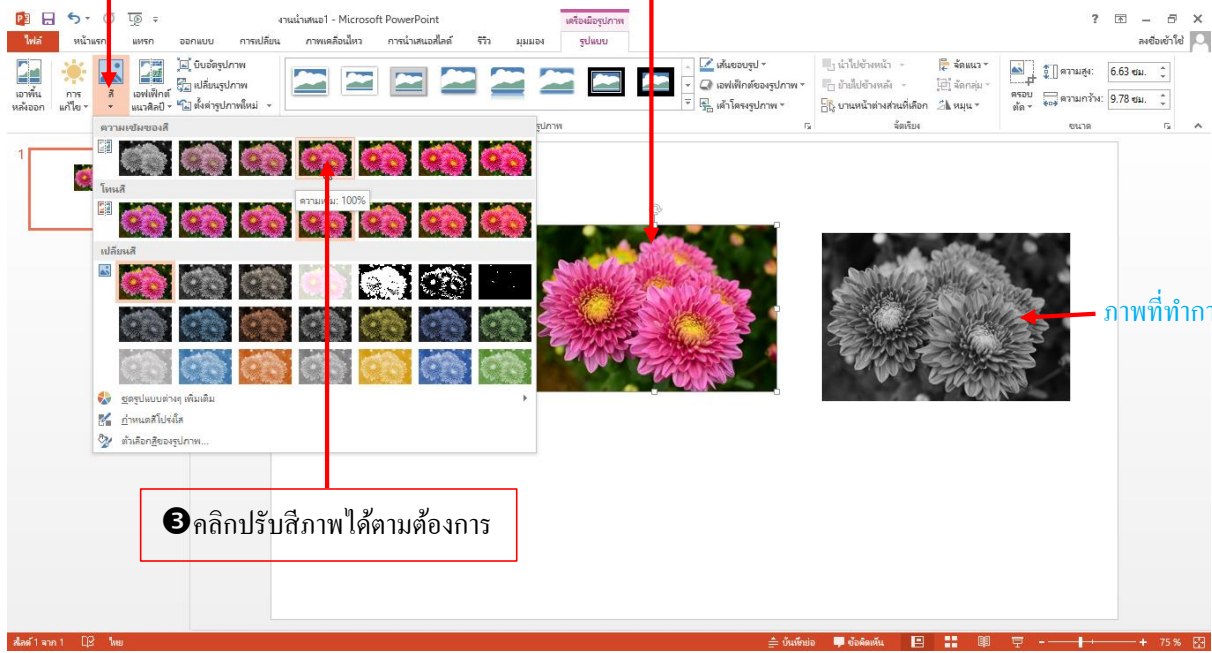 งานนำเสนอ1 - Microsoft PowerPoint
เครื่องมือรูปภาพ
ไฟล์ หน้าแรก แทรก ออกแบบ การเปลี่ยน ภาพเคลื่อนไหว การนำเสนอสไลด์ รีวิว มุมมอง รูปแบบ
ลงชื่อเข้าใช้
เอาพื้นหลังออก
การแก้ไข
สี
เอฟเฟ็กต์แนวศิลป์
บีบอัดรูปภาพ
เปลี่ยนรูปภาพ
ตั้งค่ารูปภาพใหม่
เส้นขอบรูป
เอฟเฟ็กต์ของรูปภาพ
เค้าโครงรูปภาพ
นำไปข้างหน้า
ย้ายไปข้างหลัง
บานหน้าต่างส่วนที่เลือก
จัดแนว
จัดกลุ่ม
หมุน
ครอบตัด
ความสูง: 6.63 ซม.
ความกว้าง: 9.78 ซม.
รูปภาพ
จัดเรียง
ขนาด
ความเข้มของสี
1
โทนสี
100%
เปลี่ยนสี
ชุดรูปแบบต่างๆ เพิ่มเติม
กำหนดสีโปร่งใส
ตัวเลือกสีของรูปภาพ...
ภาพที่ทำกา
❸คลิกปรับสีภาพได้ตามต้องการ
สไลด์ 1 จาก 1 ไทย บันทึกย่อ ข้อคิดเห็น 75 %